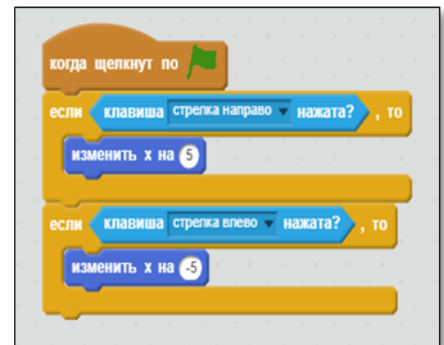 когда щелкнут по
если клавиша стрелка направо нажата? , то
изменить x на 5
если клавиша стрелка влево нажата? , то
изменить x на -5